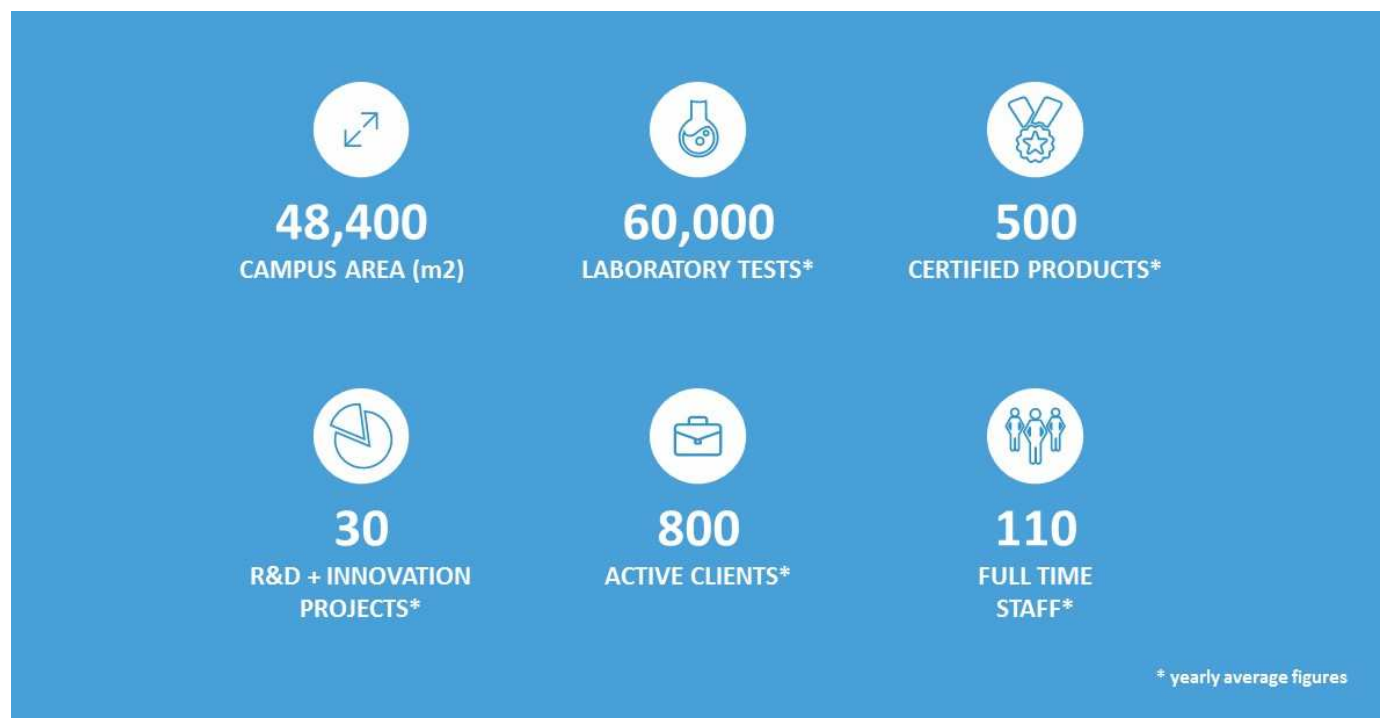 48,400
CAMPUS AREA (m2)
60,000
LABORATORY TESTS*
500
CERTIFIED PRODUCTS*
30
R&D + INNOVATION
PROJECTS*
800
ACTIVE CLIENTS*
110
FULL TIME
STAFF*
* yearly average figures